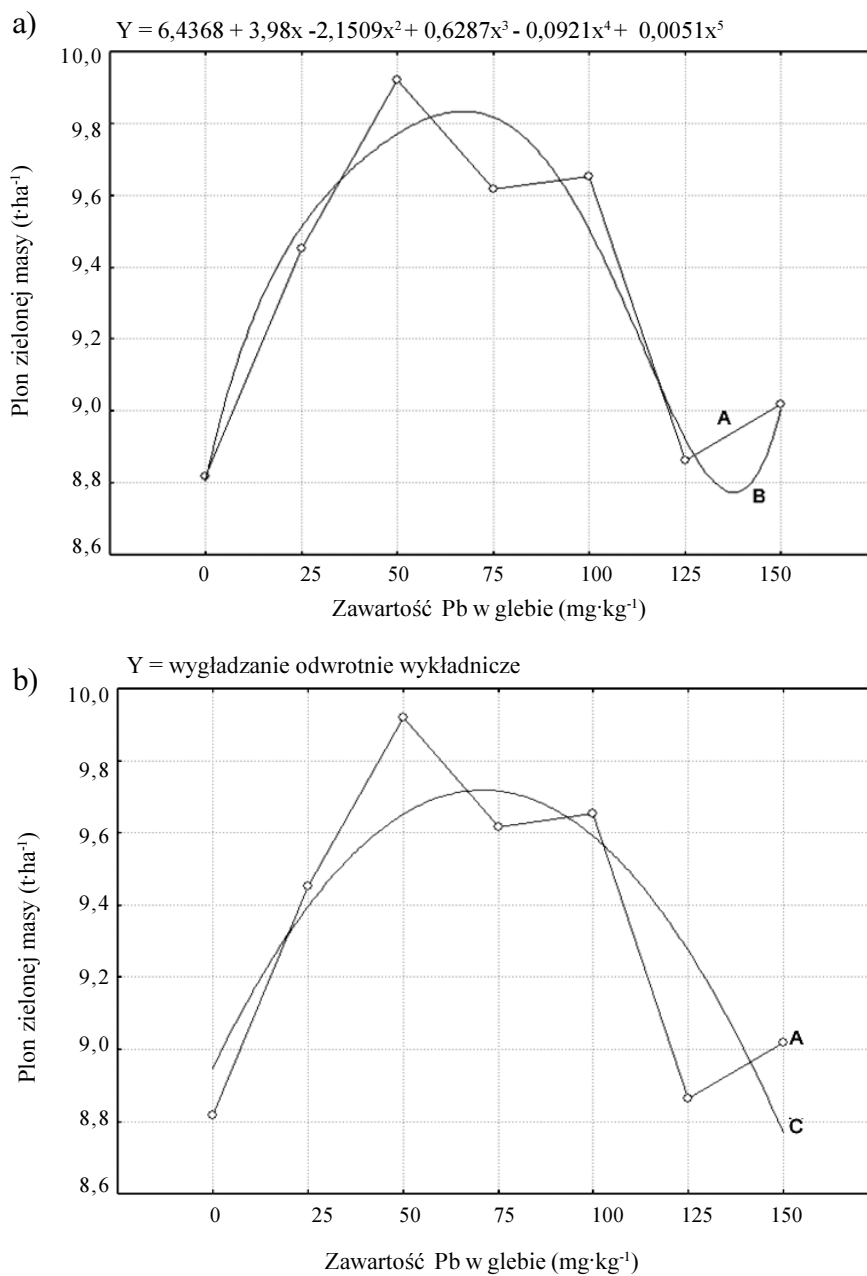 a)
Y = 6,4368 + 3,98x -2,1509x² + 0,6287x³ - 0,0921x⁴ + 0,0051x⁵
Plon zielonej masy (t·ha⁻¹)
10,0
9,8
9,6
9,4
9,2
9,0
8,8
8,6
A
B
0 25 50 75 100 125 150
Zawartość Pb w glebie (mg·kg⁻¹)
b)
Y = wygładzanie odwrotnie wykładnicze
Plon zielonej masy (t·ha⁻¹)
10,0
9,8
9,6
9,4
9,2
9,0
8,8
8,6
A
C
0 25 50 75 100 125 150
Zawartość Pb w glebie (mg·kg⁻¹)